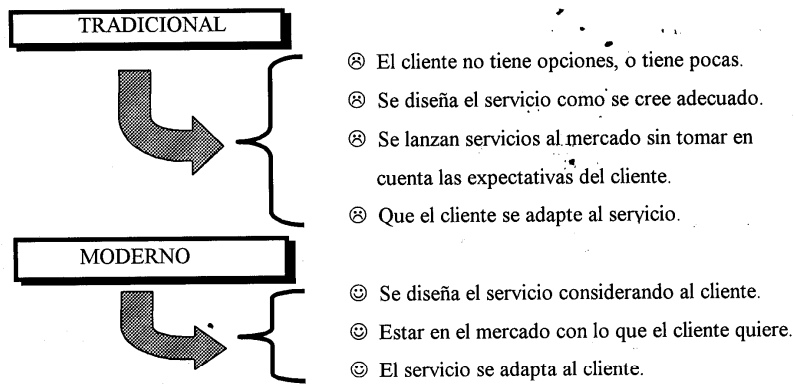 TRADICIONAL
☹ El cliente no tiene opciones, o tiene pocas.
☹ Se diseña el servicio como se cree adecuado.
☹ Se lanzan servicios al mercado sin tomar en
cuenta las expectativas del cliente.
☹ Que el cliente se adapte al servicio.
MODERNO
☺ Se diseña el servicio considerando al cliente.
☺ Estar en el mercado con lo que el cliente quiere.
☺ El servicio se adapta al cliente.